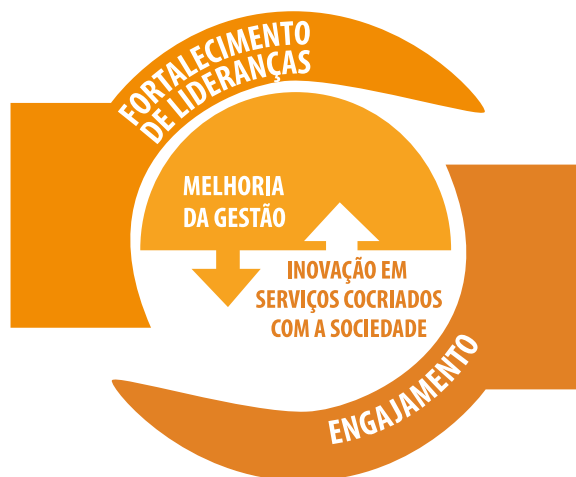 FORTALECIMENTO
DE LIDERANÇAS
MELHORIA
DA GESTÃO
INOVAÇÃO EM
SERVIÇOS COCRIADOS
COM A SOCIEDADE
ENGAJAMENTO